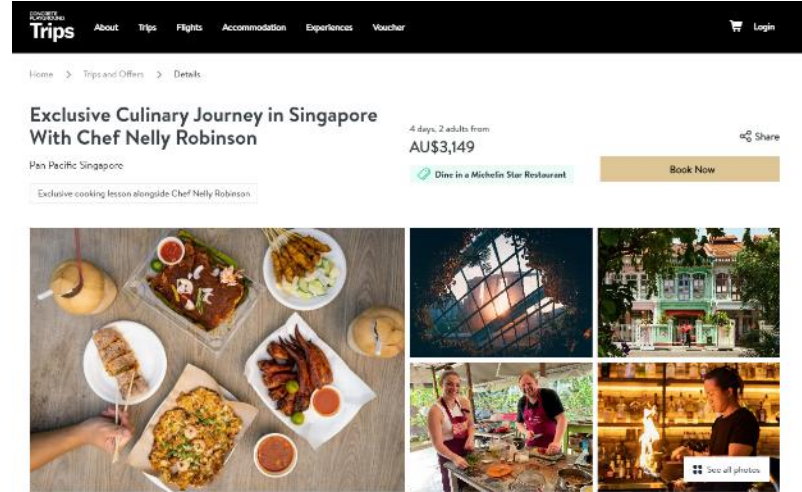 CONCRETE
PLAYGROUND
Trips
About Trips Flights Accommodation Experiences Voucher
Login
Home > Trips and Offers > Details
Exclusive Culinary Journey in Singapore
With Chef Nelly Robinson
Pan Pacific Singapore
Exclusive cooking lesson alongside Chef Nelly Robinson
4 days, 2 adults from
AU$3,149
Dine in a Michelin Star Restaurant
Share
Book Now
See all photos